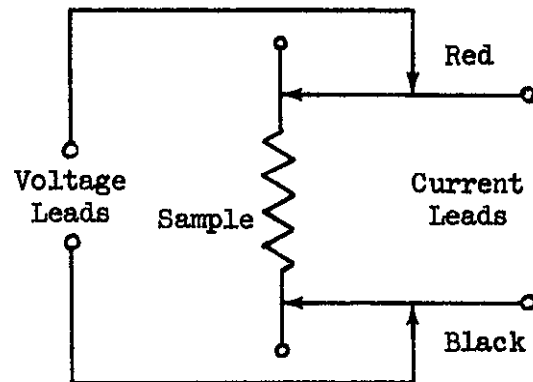 Red
Voltage
Leads
Sample
Current
Leads
Black